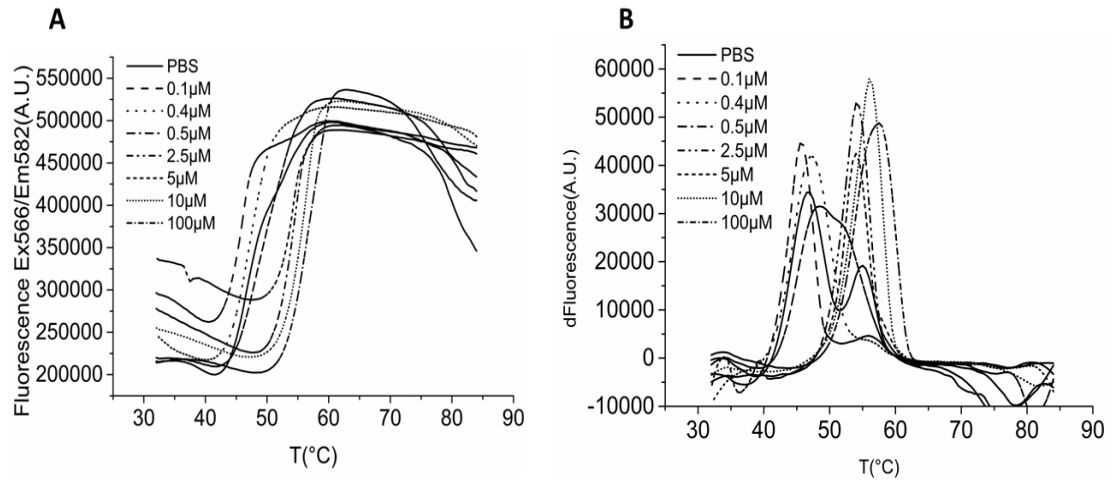 A
Fluorescence Ex566/Em582(A.U.)
550000
500000
450000
400000
350000
300000
250000
200000
PBS
0.1µM
0.4µM
0.5µM
2.5µM
5µM
10µM
100µM
30 40 50 60 70 80 90
T(°C)
B
dFluorescence(A.U.)
60000
50000
40000
30000
20000
10000
0
-10000
PBS
0.1µM
0.4µM
0.5µM
2.5µM
5µM
10µM
100µM
30 40 50 60 70 80 90
T(°C)